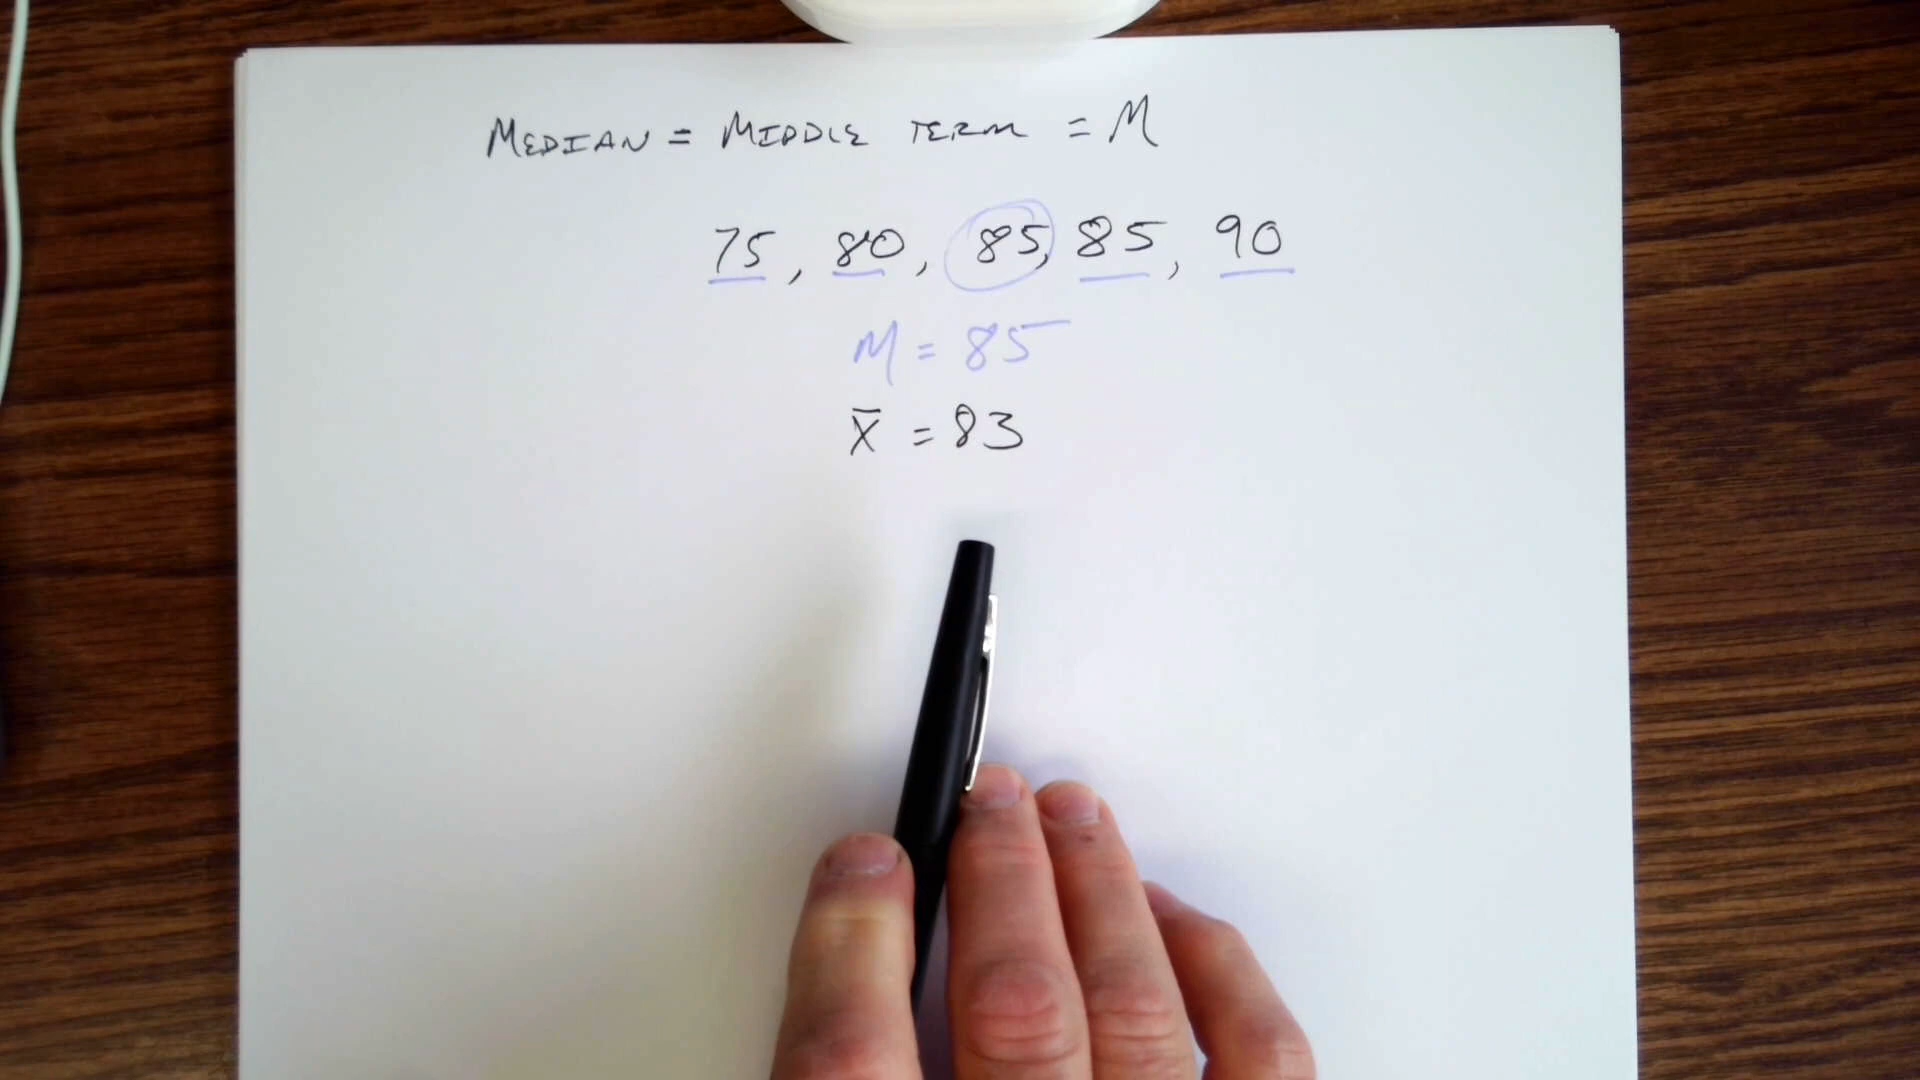 MEDIAN = MIDDLE TERM = M
75, 80, 85, 85, 90
M = 85
x̄ = 83